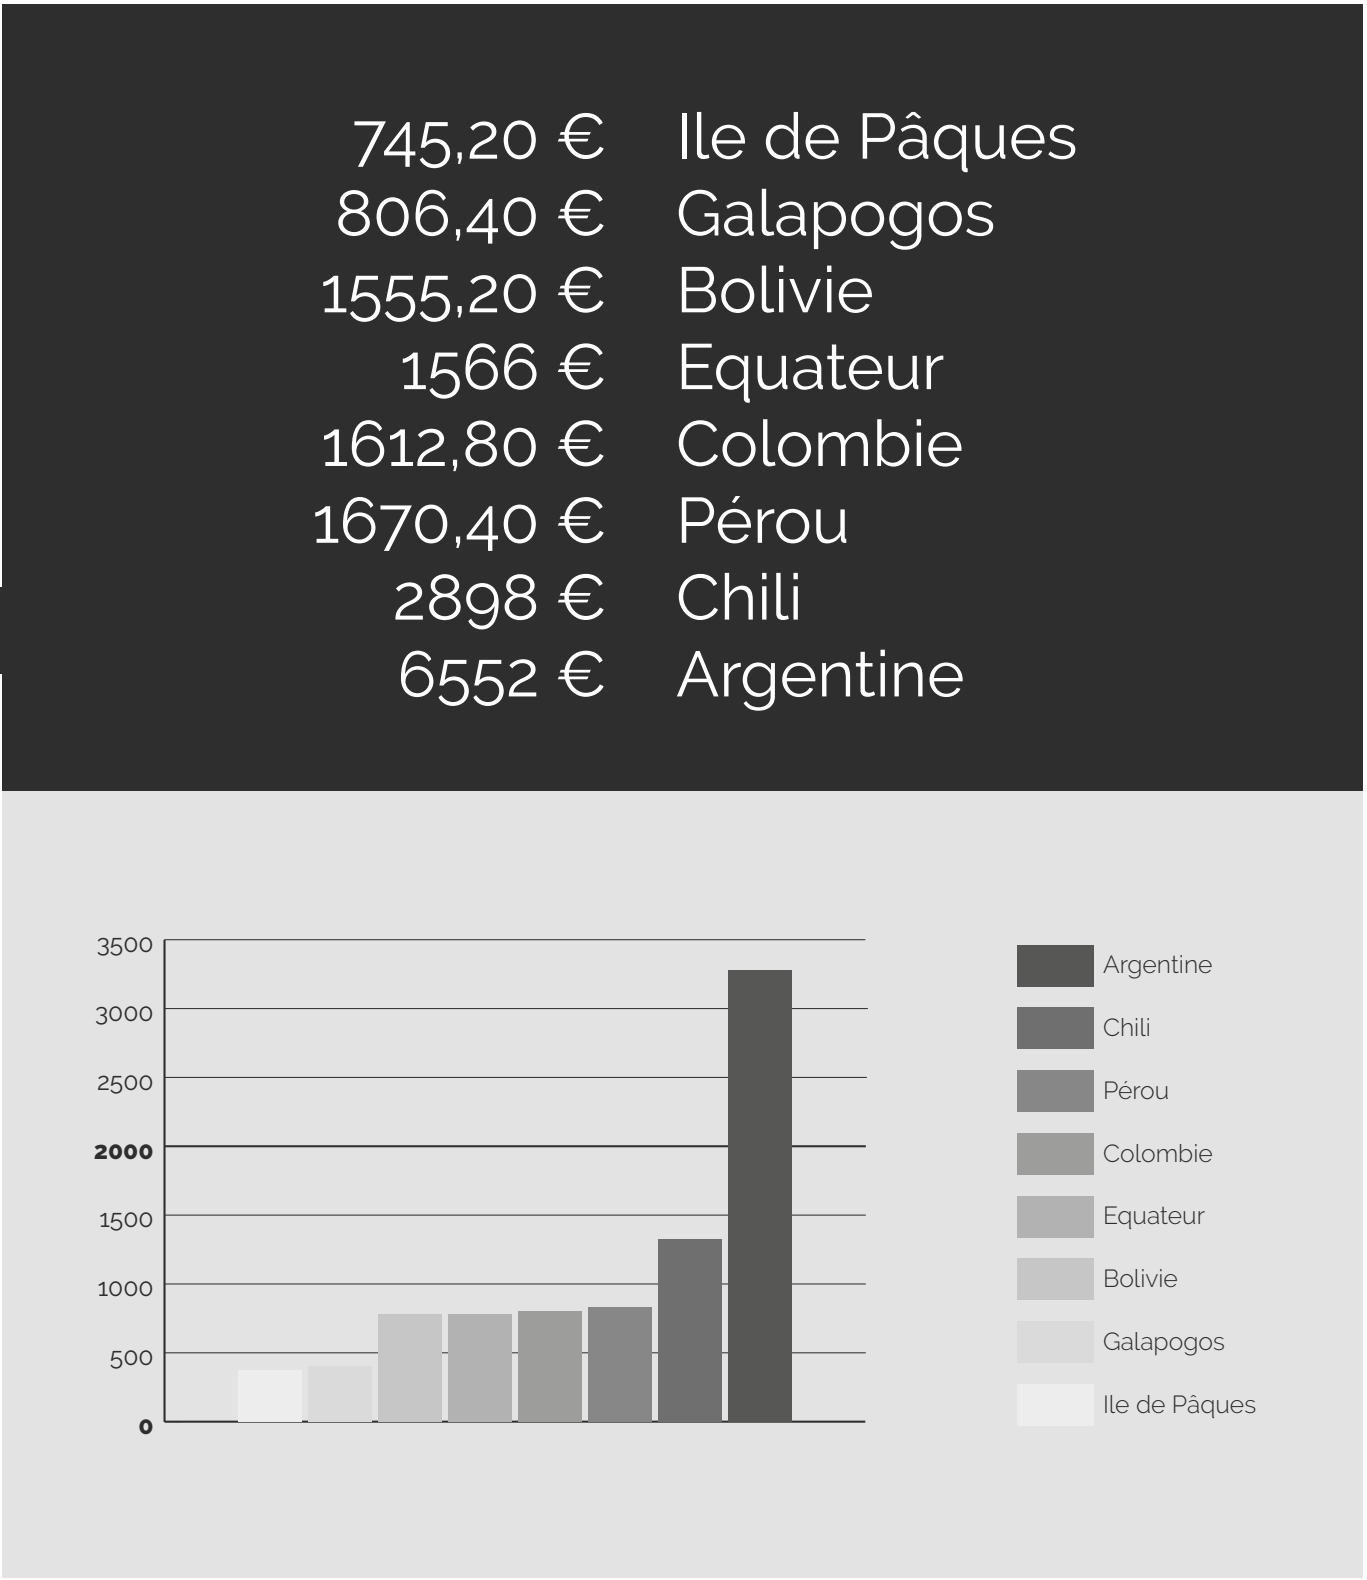 745,20 € Ile de Pâques
806,40 € Galapogos
1555,20 € Bolivie
1566 € Equateur
1612,80 € Colombie
1670,40 € Pérou
2898 € Chili
6552 € Argentine
3500
3000
2500
2000
1500
1000
500
0
Argentine
Chili
Pérou
Colombie
Equateur
Bolivie
Galapogos
Ile de Pâques